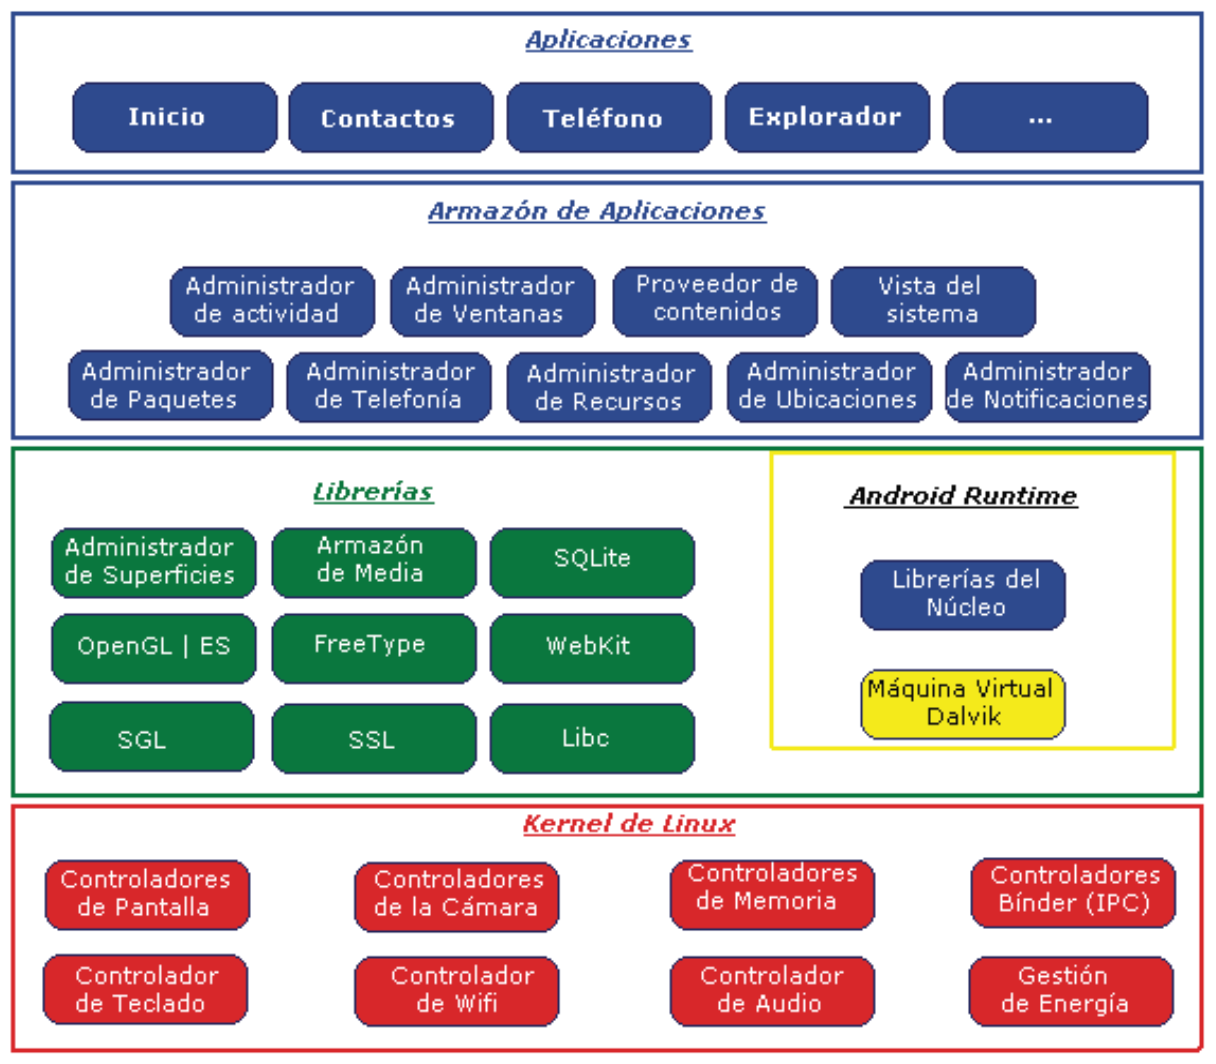 Aplicaciones
Inicio
Contactos
Teléfono
Explorador
...
Armazón de Aplicaciones
Administrador
de actividad
Administrador
de Ventanas
Proveedor de
contenidos
Vista del
sistema
Administrador
de Paquetes
Administrador
de Telefonía
Administrador
de Recursos
Administrador
de Ubicaciones
Administrador
de Notificaciones
Librerías
Administrador
de Superficies
Armazón
de Media
SQLite
OpenGL | ES
FreeType
WebKit
SGL
SSL
Libc
Android Runtime
Librerías del
Núcleo
Máquina Virtual
Dalvik
Kernel de Linux
Controladores
de Pantalla
Controladores
de la Cámara
Controladores
de Memoria
Controladores
Bínder (IPC)
Controlador
de Teclado
Controlador
de Wifi
Controlador
de Audio
Gestión
de Energía